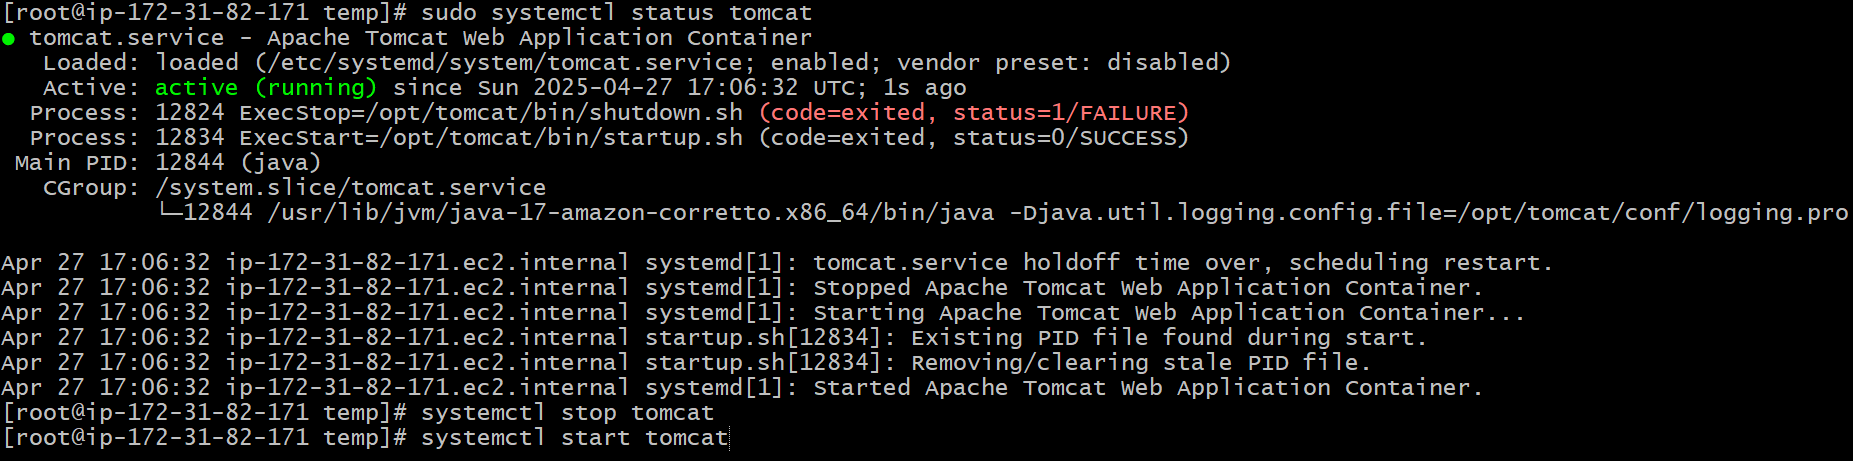 [root@ip-172-31-82-171 temp]# sudo systemctl status tomcat
● tomcat.service - Apache Tomcat Web Application Container
   Loaded: loaded (/etc/systemd/system/tomcat.service; enabled; vendor preset: disabled)
   Active: active (running) since Sun 2025-04-27 17:06:32 UTC; 1s ago
  Process: 12824 ExecStop=/opt/tomcat/bin/shutdown.sh (code=exited, status=1/FAILURE)
  Process: 12834 ExecStart=/opt/tomcat/bin/startup.sh (code=exited, status=0/SUCCESS)
 Main PID: 12844 (java)
   CGroup: /system.slice/tomcat.service
           └─12844 /usr/lib/jvm/java-17-amazon-corretto.x86_64/bin/java -Djava.util.logging.config.file=/opt/tomcat/conf/logging.pro
Apr 27 17:06:32 ip-172-31-82-171.ec2.internal systemd[1]: tomcat.service holdoff time over, scheduling restart.
Apr 27 17:06:32 ip-172-31-82-171.ec2.internal systemd[1]: Stopped Apache Tomcat Web Application Container.
Apr 27 17:06:32 ip-172-31-82-171.ec2.internal systemd[1]: Starting Apache Tomcat Web Application Container...
Apr 27 17:06:32 ip-172-31-82-171.ec2.internal startup.sh[12834]: Existing PID file found during start.
Apr 27 17:06:32 ip-172-31-82-171.ec2.internal startup.sh[12834]: Removing/clearing stale PID file.
Apr 27 17:06:32 ip-172-31-82-171.ec2.internal systemd[1]: Started Apache Tomcat Web Application Container.
[root@ip-172-31-82-171 temp]# systemctl stop tomcat
[root@ip-172-31-82-171 temp]# systemctl start tomcat